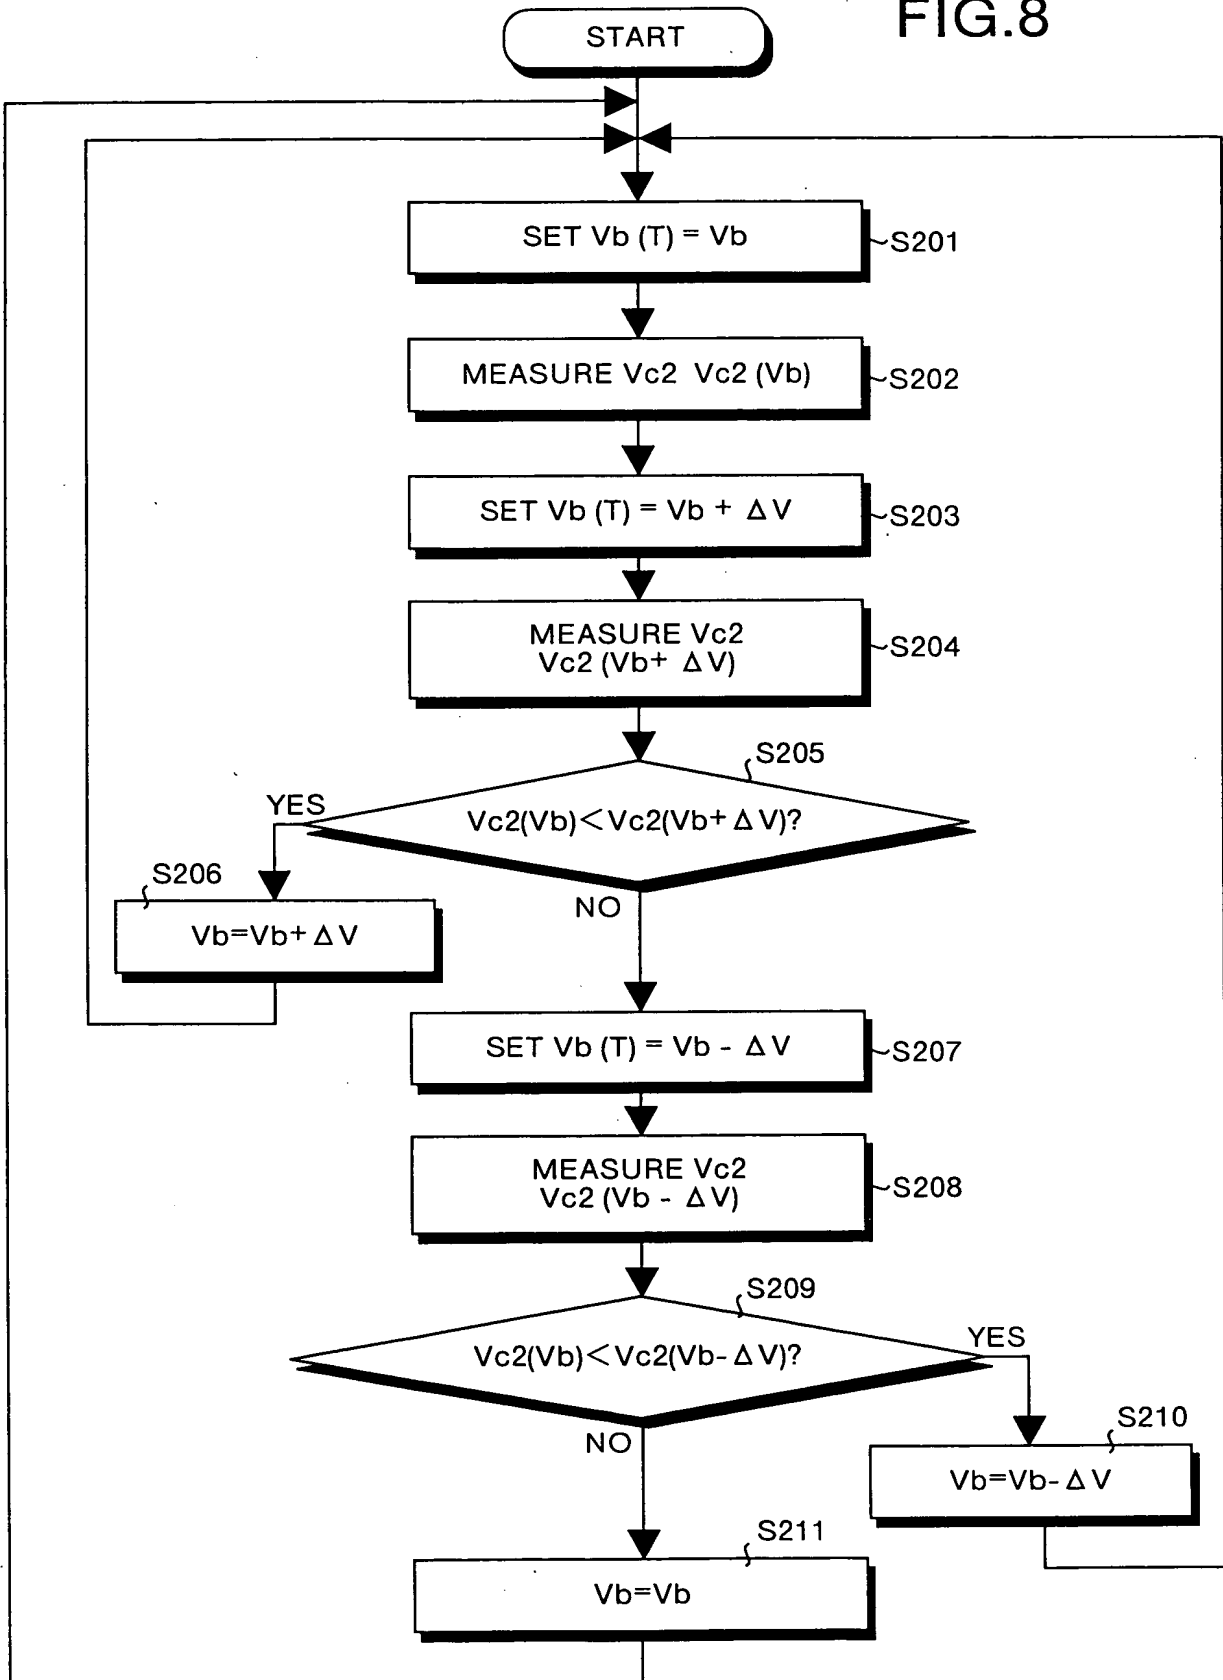 FIG.8
START
SET Vb (T) = Vb
S201
MEASURE Vc2 Vc2 (Vb)
S202
SET Vb (T) = Vb + ΔV
S203
MEASURE Vc2
Vc2 (Vb+ ΔV)
S204
S205
Vc2(Vb)<Vc2(Vb+ ΔV)?
YES
NO
S206
Vb=Vb+ ΔV
SET Vb (T) = Vb - ΔV
S207
MEASURE Vc2
Vc2 (Vb - ΔV)
S208
S209
Vc2(Vb)<Vc2(Vb- ΔV)?
YES
NO
S210
Vb=Vb- ΔV
S211
Vb=Vb